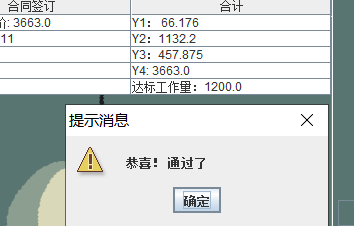 合同签订 合计
价: 3663.0 Y1： 66.176
11 Y2：1132.2
Y3：457.875
Y4: 3663.0
达标工作量：1200.0
提示消息
恭喜！通过了
确定